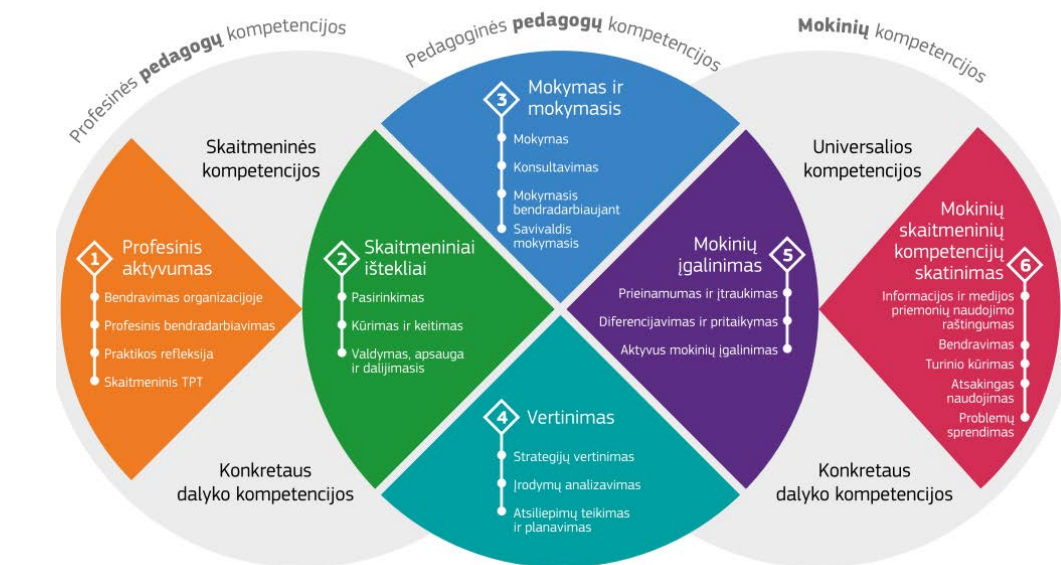 Profesinės pedagogų kompetencijos
Pedagoginės pedagogų kompetencijos
Mokinių kompetencijos
Skaitmeninės
kompetencijos
Universalios
kompetencijos
1
Profesinis
aktyvumas
Bendravimas organizacijoje
Profesinis bendradarbiavimas
Praktikos refleksija
Skaitmeninis TPT
2
Skaitmeniniai
ištekliai
Pasirinkimas
Kūrimas ir keitimas
Valdymas, apsauga
ir dalijimasis
3
Mokymas ir
mokymasis
Mokymas
Konsultavimas
Mokymasis
bendradarbiaujant
Savivaldis
mokymasis
4
Vertinimas
Strategijų vertinimas
Įrodymų analizavimas
Atsiliepimų teikimas
ir planavimas
5
Mokinių
įgalinimas
Prieinamumas ir įtraukimas
Diferencijavimas ir pritaikymas
Aktyvus mokinių įgalinimas
6
Mokinių
skaitmeninių
kompetencijų
skatinimas
Informacijos ir medijos
priemonių naudojimo
raštingumas
Bendravimas
Turinio kūrimas
Atsakingas
naudojimas
Problemų
sprendimas
Konkretaus
dalyko kompetencijos
Konkretaus
dalyko kompetencijos